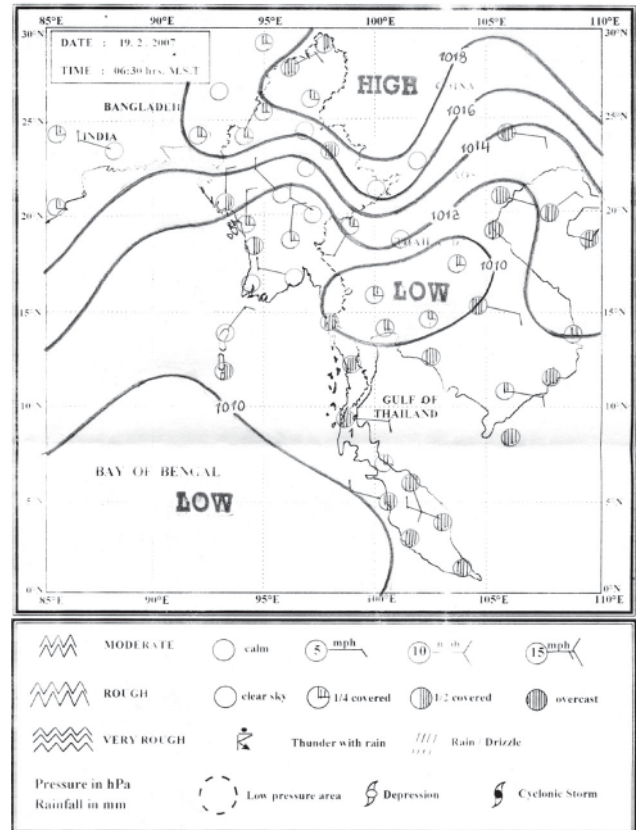 85°E 90°E 95°E 100°E 105°E 110°E
30°N 30°N
DATE : 19.2.2007
TIME : 06:30 hrs. M.S.T
HIGH
1018
CHINA
BANGLADEH
1016
25°N 25°N
INDIA
1014
20°N 20°N
1012
THAILAND
1010
LOW
15°N 15°N
10°N 10°N
1010
GULF OF
THAILAND
BAY OF BENGAL
LOW
5°N 5°N
0°N 0°N
85°E 90°E 95°E 100°E 105°E 110°E
MODERATE calm 5 mph 10 mph 15 mph
ROUGH clear sky 1/4 covered 1/2 covered overcast
VERY ROUGH Thunder with rain Rain / Drizzle
Pressure in hPa
Rainfall in mm
Low pressure area Depression Cyclonic Storm